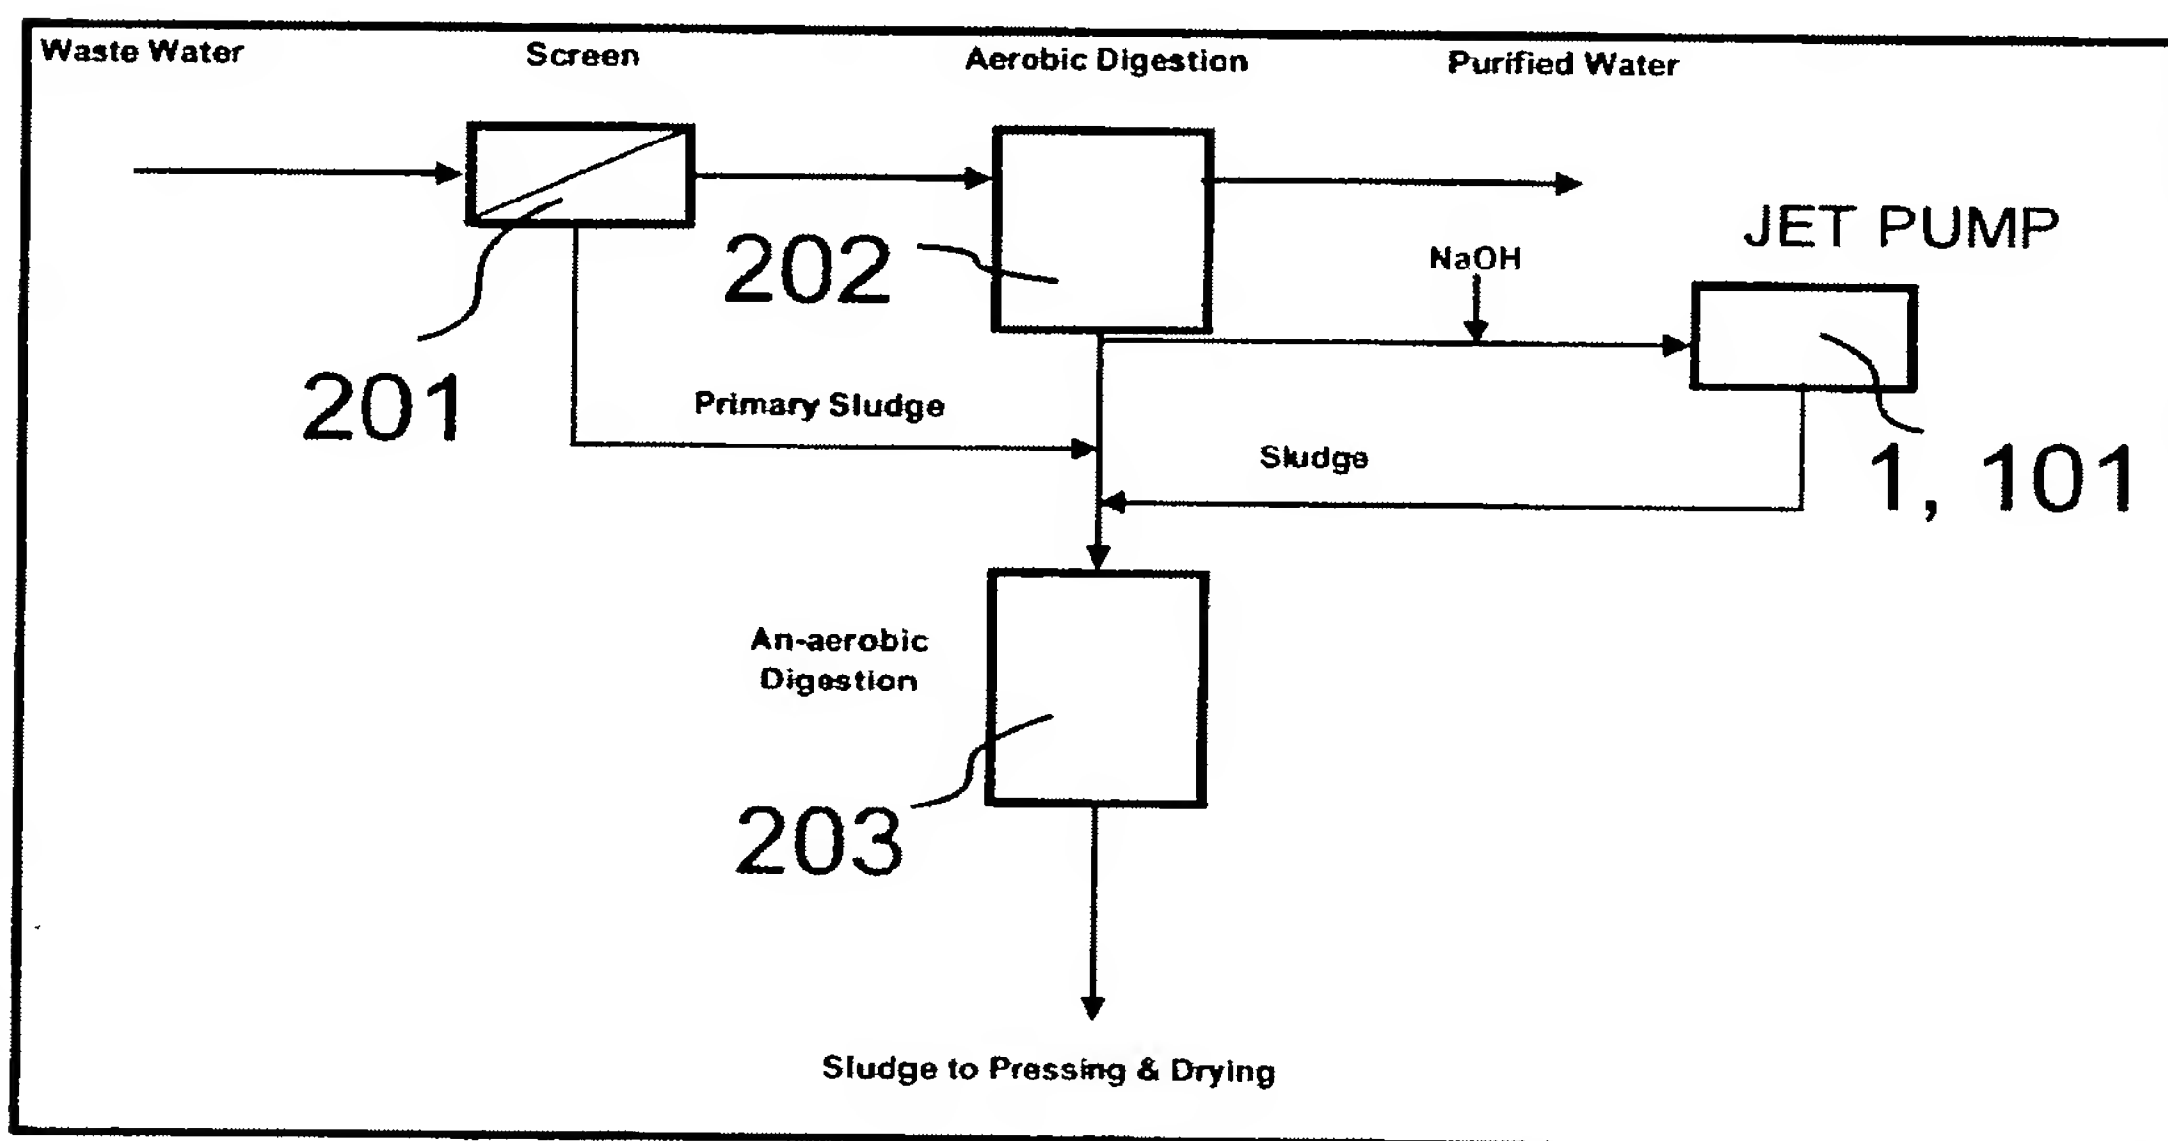 Waste Water
Screen
Aerobic Digestion
Purified Water
JET PUMP
202
NaOH
201
Primary Sludge
Sludge
1, 101
An-aerobic
Digestion
203
Sludge to Pressing & Drying